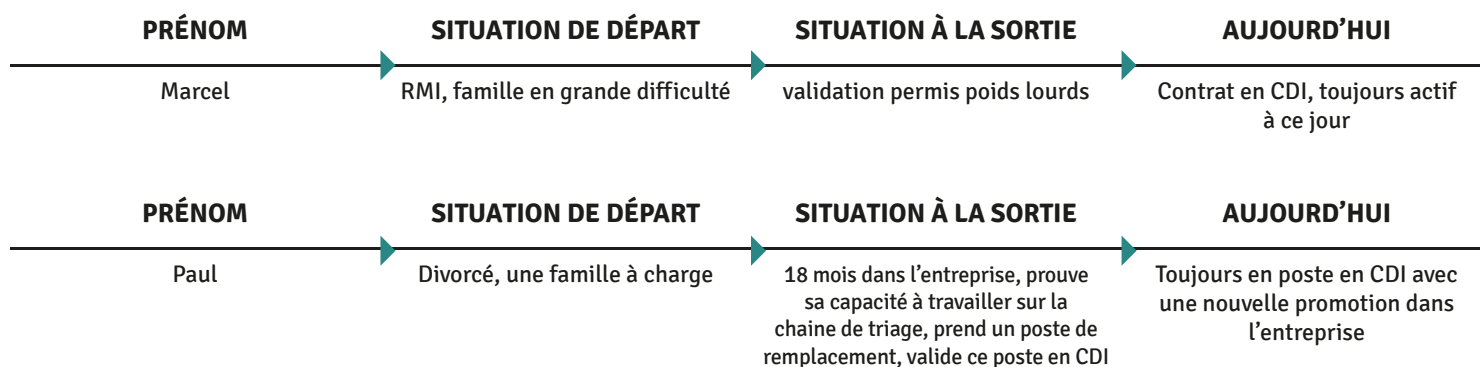 PRÉNOM SITUATION DE DÉPART SITUATION À LA SORTIE AUJOURD’HUI
Marcel RMI, famille en grande difficulté validation permis poids lourds Contrat en CDI, toujours actif
à ce jour
PRÉNOM SITUATION DE DÉPART SITUATION À LA SORTIE AUJOURD’HUI
Paul Divorcé, une famille à charge 18 mois dans l’entreprise, prouve
sa capacité à travailler sur la
chaine de triage, prend un poste de
remplacement, valide ce poste en CDI
Toujours en poste en CDI avec
une nouvelle promotion dans
l’entreprise